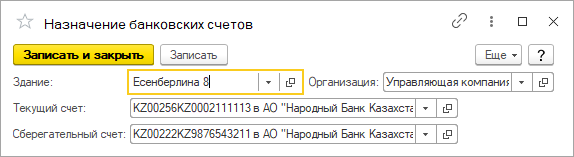 Назначение банковских счетов
Записать и закрыть Записать Еще ?
Здание: Есенберлина 8 Организация: Управляющая компания
Текущий счет: KZ00256KZ0002111113 в АО "Народный Банк Казахста
Сберегательный счет: KZ00222KZ9876543211 в АО "Народный Банк Казахста